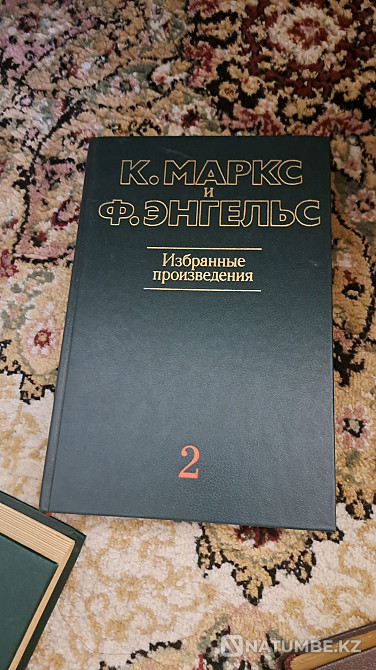 К. МАРКС
и
Ф. ЭНГЕЛЬС
Избранные
произведения
2
NATUMBE.KZ